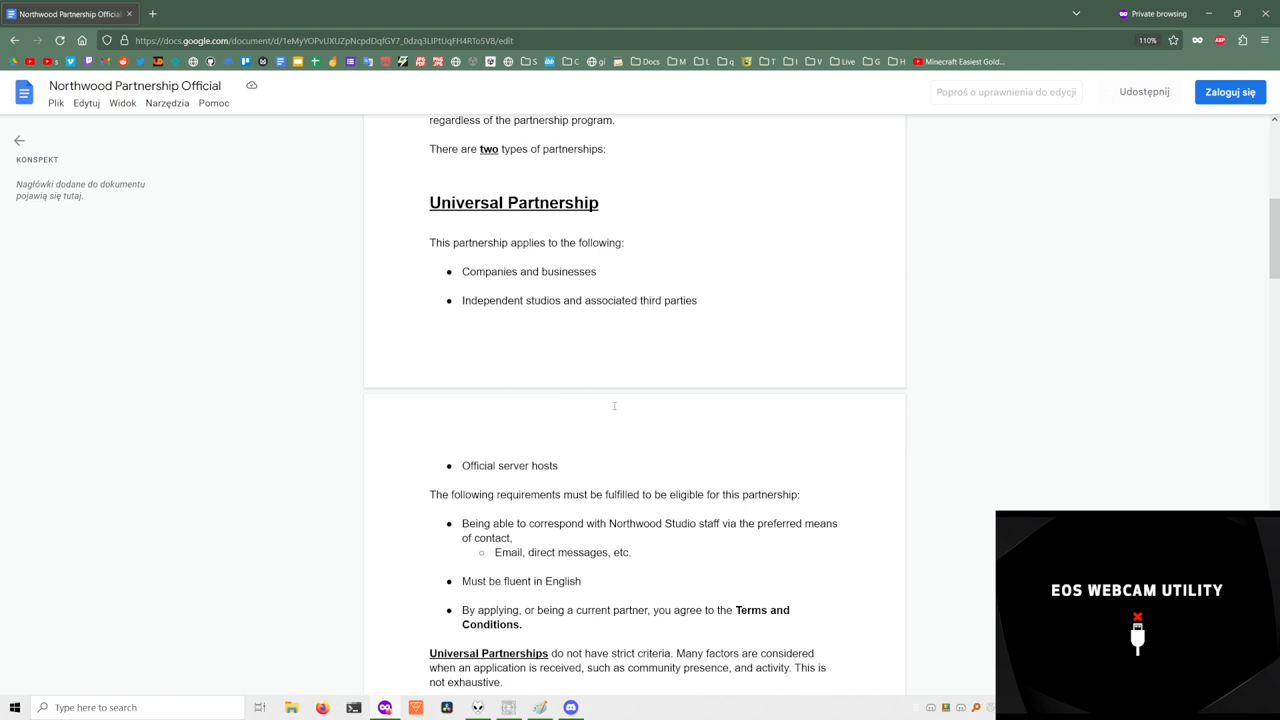 Northwood Partnership Official
Private browsing
https://docs.google.com/document/d/1eMyYOPvUXUZpNcpdDqfGY7_0dzq3LIPtUqFH4RTo5V8/edit
110%
s
S
C
gi
Docs
M
L
q
T
I
V
Live
G
H
Minecraft Easiest Gold...
Northwood Partnership Official
Plik Edytuj Widok Narzędzia Pomoc
Poproś o uprawnienia do edycji
Udostępnij
Zaloguj się
KONSPEKT
Nagłówki dodane do dokumentu
pojawią się tutaj.
regardless of the partnership program.
There are two types of partnerships:
Universal Partnership
This partnership applies to the following:
● Companies and businesses
● Independent studios and associated third parties
● Official server hosts
The following requirements must be fulfilled to be eligible for this partnership:
● Being able to correspond with Northwood Studio staff via the preferred means
of contact,
○ Email, direct messages, etc.
● Must be fluent in English
● By applying, or being a current partner, you agree to the Terms and
Conditions.
Universal Partnerships do not have strict criteria. Many factors are considered
when an application is received, such as community presence, and activity. This is
not exhaustive.
EOS WEBCAM UTILITY
Type here to search